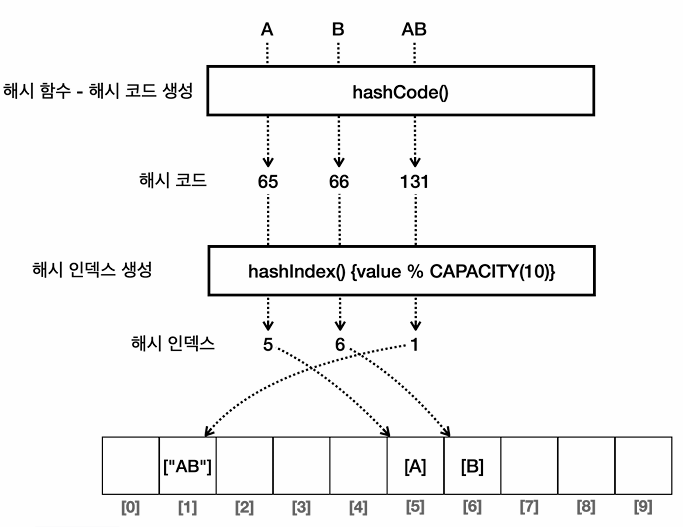 A B AB
해시 함수 - 해시 코드 생성 hashCode()
해시 코드 65 66 131
해시 인덱스 생성 hashIndex() {value % CAPACITY(10)}
해시 인덱스 5 6 1
["AB"] [A] [B]
[0] [1] [2] [3] [4] [5] [6] [7] [8] [9]